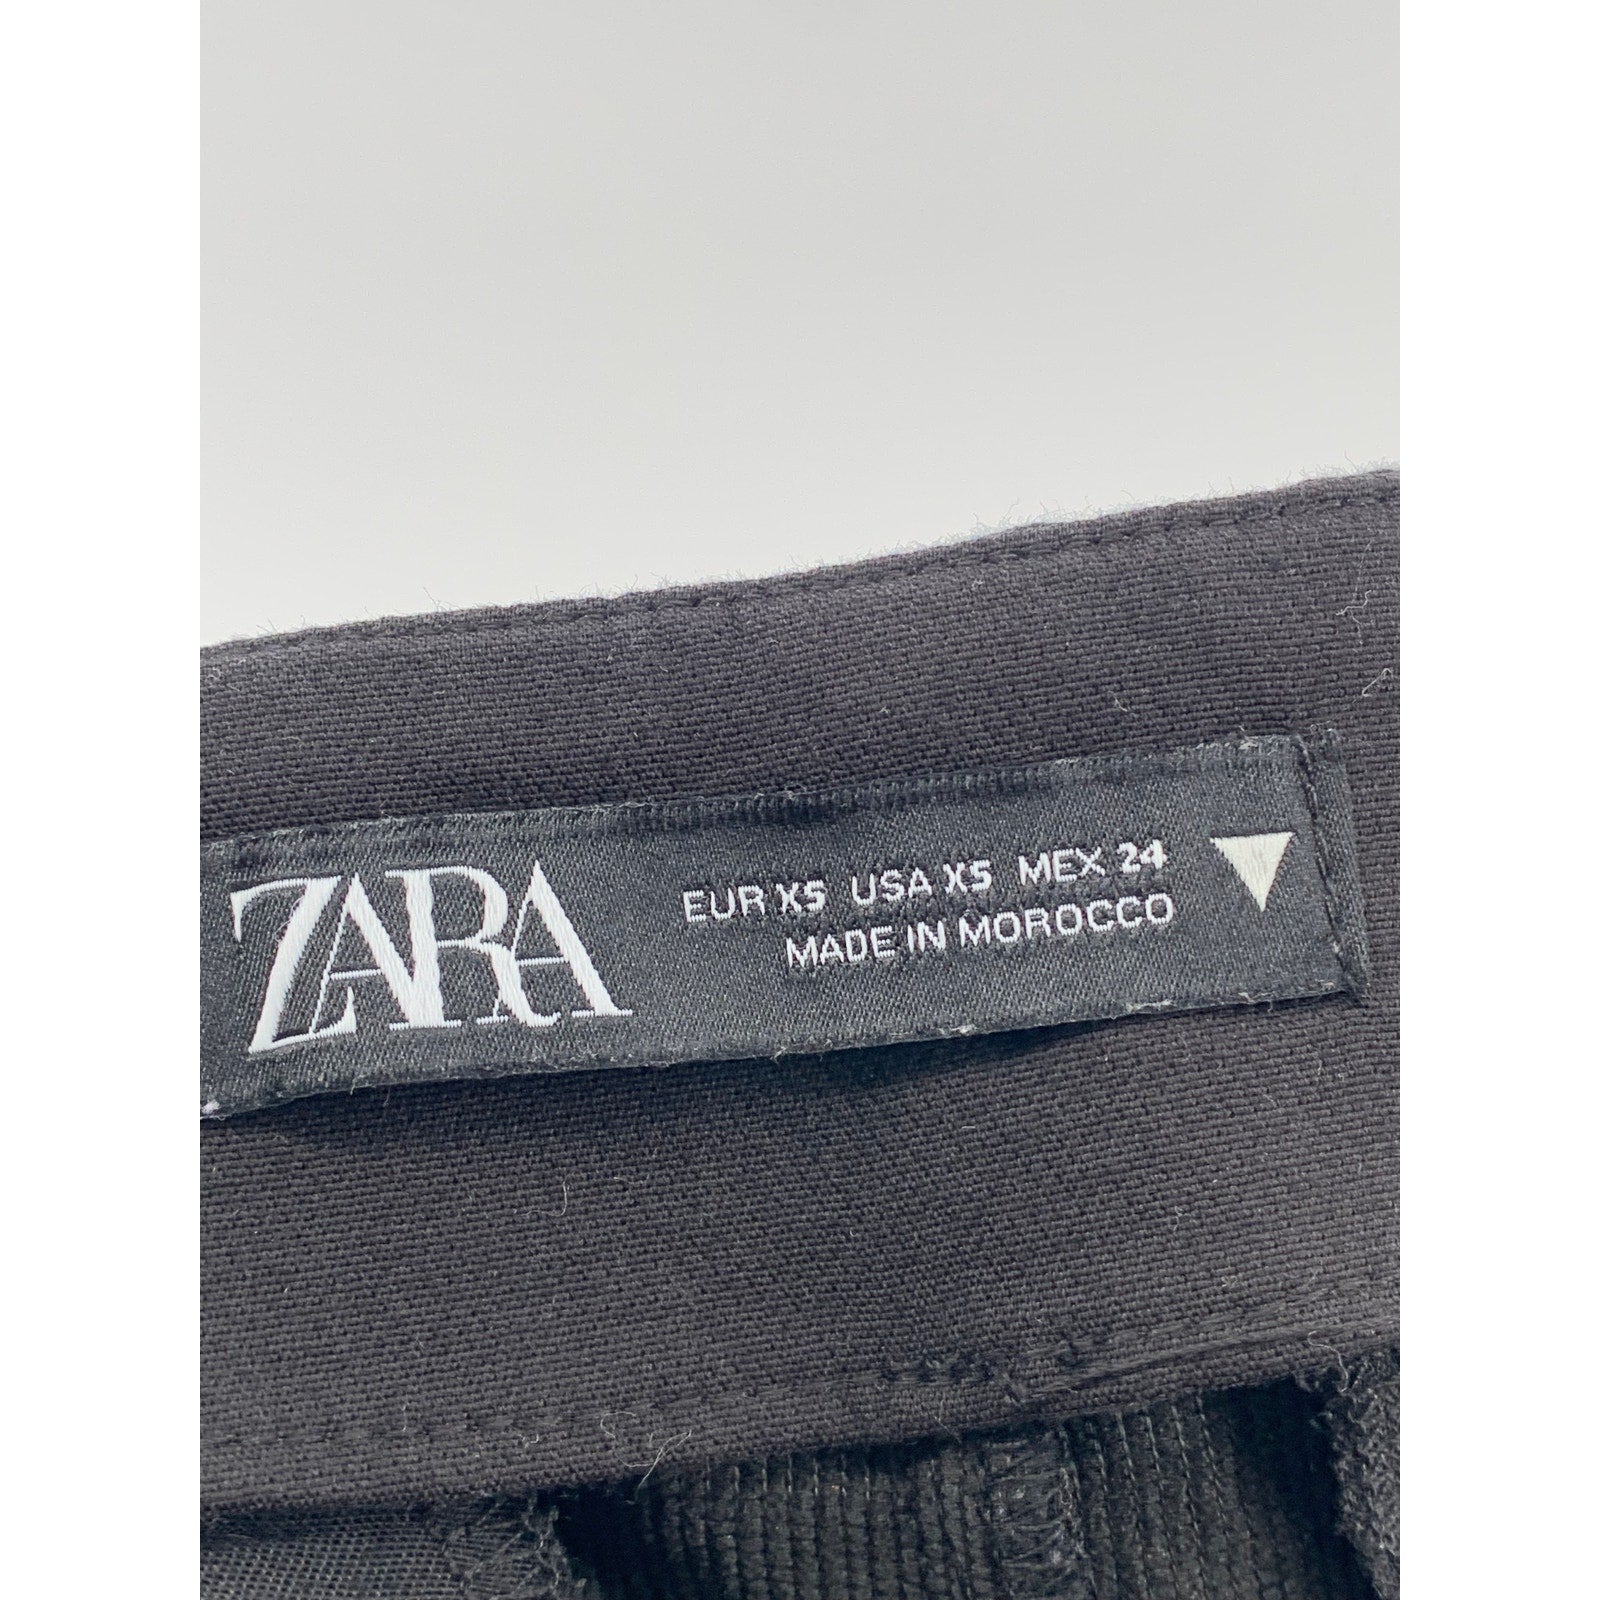 ZARA
EUR XS USA XS MEX 24
MADE IN MOROCCO